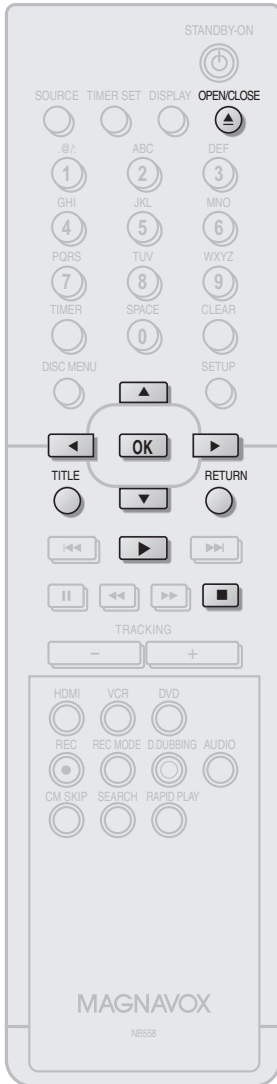 STANDBY-ON
SOURCE TIMER SET DISPLAY OPEN/CLOSE
.@/: ABC DEF
1 2 3
GHI JKL MNO
4 5 6
PQRS TUV WXYZ
7 8 9
TIMER SPACE CLEAR
0
DISC MENU SETUP
OK
TITLE RETURN
TRACKING
– +
HDMI VCR DVD
REC REC MODE D.DUBBING AUDIO
CM SKIP SEARCH RAPID PLAY
MAGNAVOX
NB558